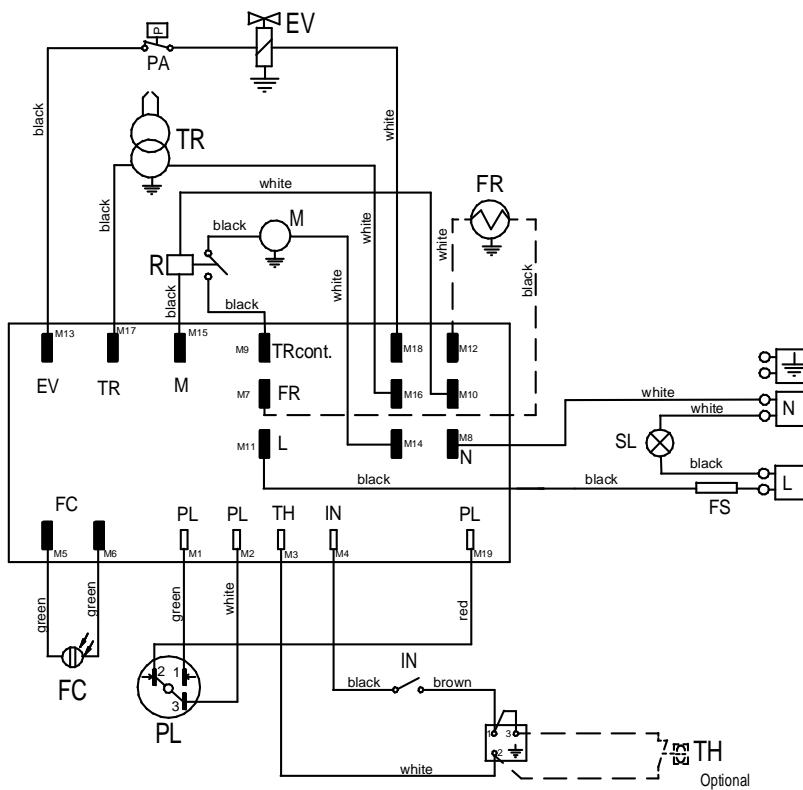 EV
P
PA
black
TR
white
white
FR
black
M
black
white
white
black
R
black
black
white
M13
M17
M15
M9
TRcont.
M18
M12
EV
TR
M
M7
FR
M16
M10
white
N
white
M11
L
M14
M8
N
SL
black
black
black
L
FS
FC
PL
PL
TH
IN
PL
M5
M6
M1
M2
M3
M4
M19
green
green
green
white
red
FC
2
1
3
PL
IN
black
brown
1
3
2
white
TH
Optional